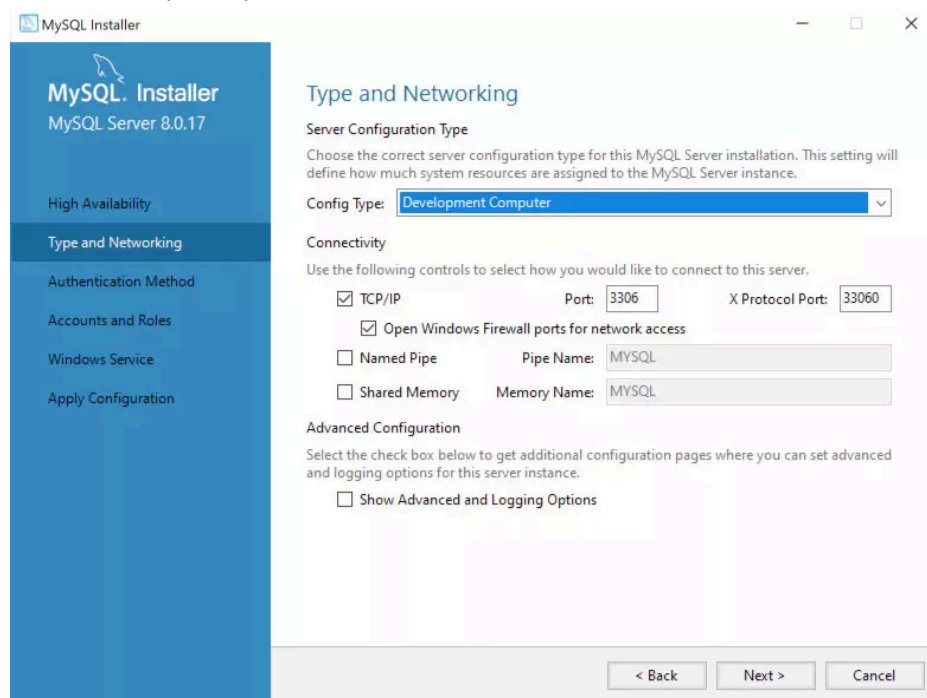 MySQL Installer
MySQL. Installer
MySQL Server 8.0.17
High Availability
Type and Networking
Authentication Method
Accounts and Roles
Windows Service
Apply Configuration
Type and Networking
Server Configuration Type
Choose the correct server configuration type for this MySQL Server installation. This setting will
define how much system resources are assigned to the MySQL Server instance.
Config Type: Development Computer
Connectivity
Use the following controls to select how you would like to connect to this server.
TCP/IP Port: 3306 X Protocol Port: 33060
Open Windows Firewall ports for network access
Named Pipe Pipe Name: MYSQL
Shared Memory Memory Name: MYSQL
Advanced Configuration
Select the check box below to get additional configuration pages where you can set advanced
and logging options for this server instance.
Show Advanced and Logging Options
< Back Next > Cancel